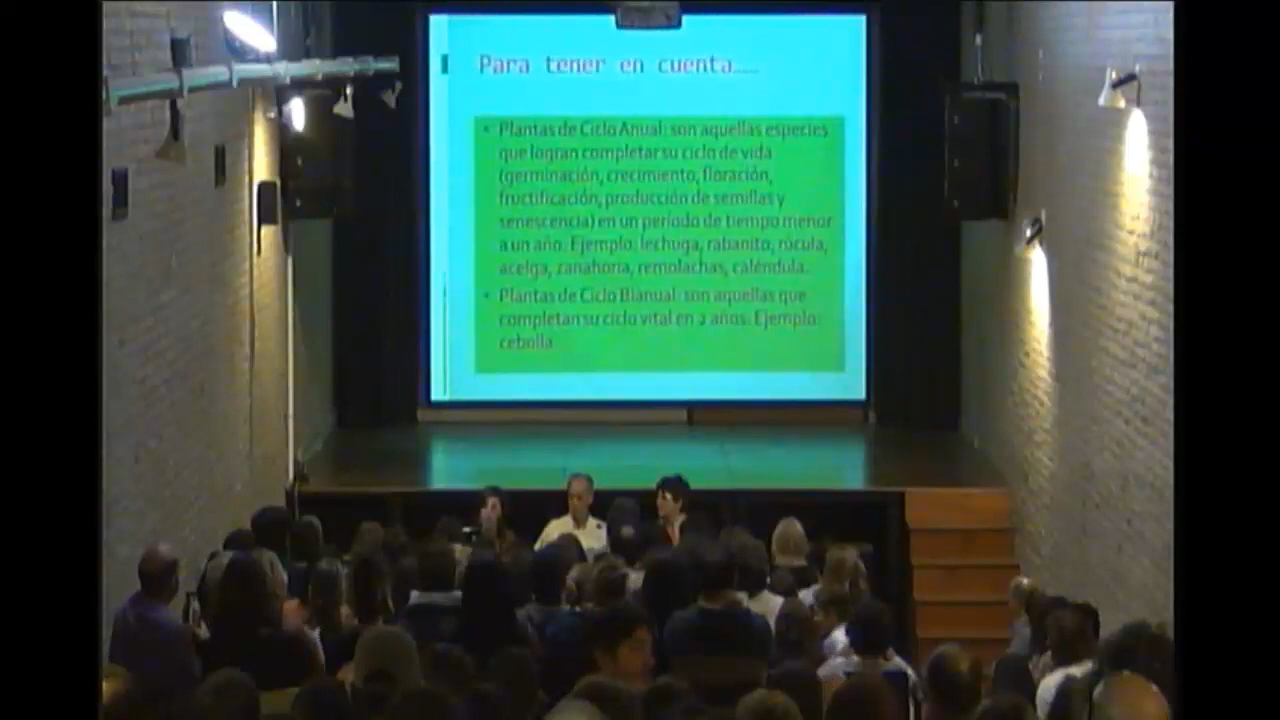 Para tener en cuenta.....
• Plantas de Ciclo Anual: son aquellas especies
que logran completar su ciclo de vida
(germinación, crecimiento, floración,
fructificación, producción de semillas y
senescencia) en un período de tiempo menor
a un año. Ejemplo: lechuga, rabanito, rúcula,
acelga, zanahoria, remolachas, caléndula.
• Plantas de Ciclo Bianual: son aquellas que
completan su ciclo vital en 2 años. Ejemplo:
cebolla